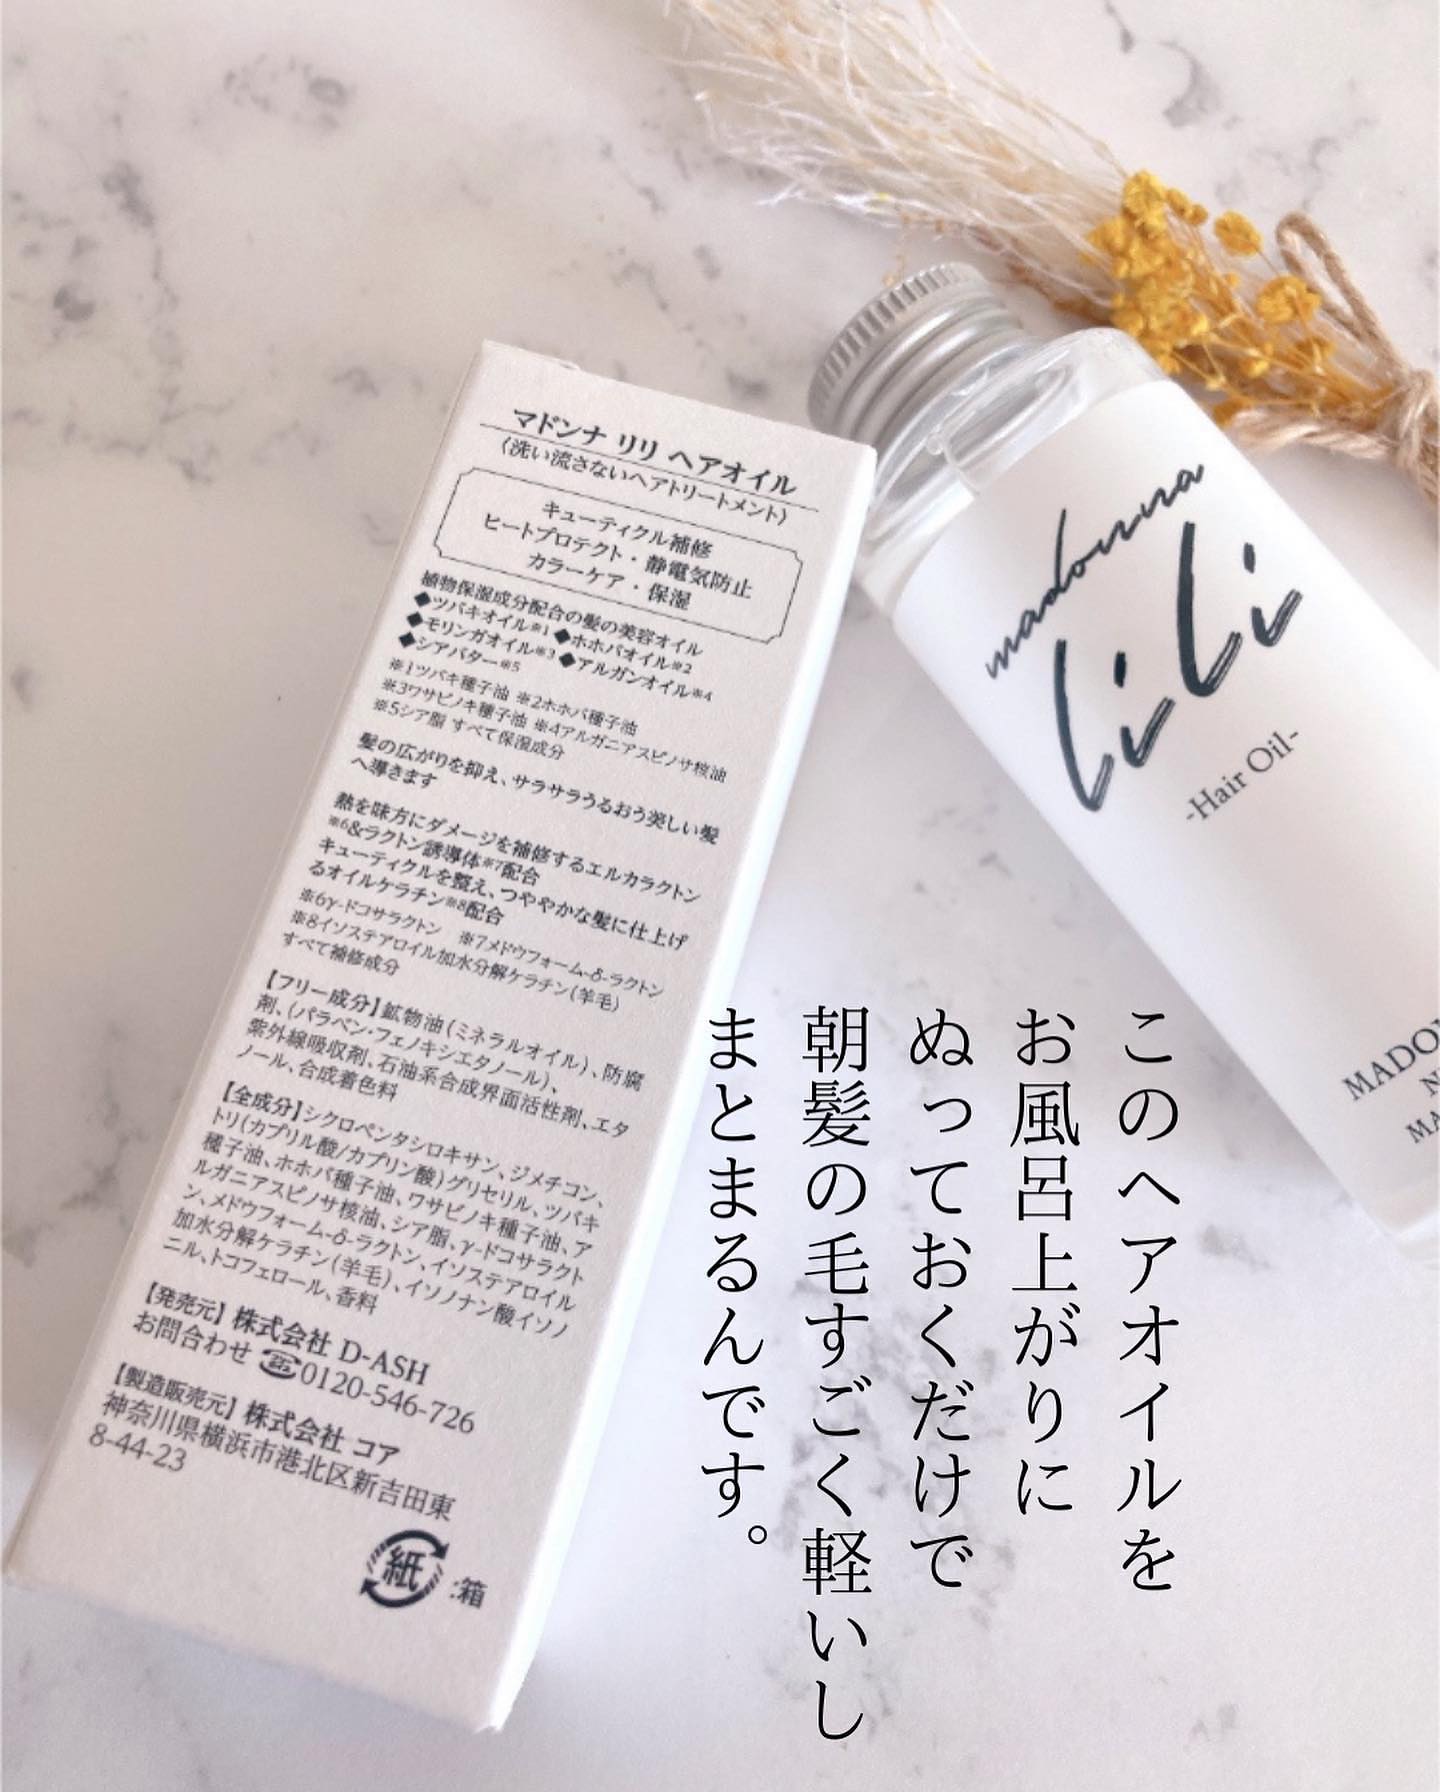 マドンナ リリ ヘアオイル
(洗い流さないヘアトリートメント)
キューティクル補修
ヒートプロテクト・静電気防止
カラーケア・保湿
植物保湿成分配合の髪の美容オイル
◆ツバキオイル※1 ◆ホホバオイル※2
◆モリンガオイル※3 ◆アルガンオイル※4
◆シアバター※5
※1ツバキ種子油 ※2ホホバ種子油
※3ワサビノキ種子油 ※4アルガニアスピノサ核油
※5シア脂 すべて保湿成分
髪の広がりを抑え、サラサラうるおう美しい髪
へ導きます
熱を味方にダメージを補修するエルカラクトン
※6&ラクトン誘導体※7配合
キューティクルを整え、つややかな髪に仕上げ
るオイルケラチン※8配合
※6γ-ドコサラクトン ※7メドウフォーム-δ-ラクトン
※8イソステアロイル加水分解ケラチン(羊毛)
すべて補修成分
【フリー成分】鉱物油(ミネラルオイル)、防腐
剤、(パラベン・フェノキシエタノール)、
紫外線吸収剤、石油系合成界面活性剤、エタ
ノール、合成着色料
【全成分】シクロペンタシロキサン、ジメチコン、
トリ(カプリル酸/カプリン酸)グリセリル、ツバキ
種子油、ホホバ種子油、ワサビノキ種子油、ア
ルガニアスピノサ核油、シア脂、γ-ドコサラクト
ン、メドウフォーム-δ-ラクトン、イソステアロイル
加水分解ケラチン(羊毛)、イソノナン酸イソノ
ニル、トコフェロール、香料
【発売元】株式会社 D-ASH
お問合わせ 0120-546-726
【製造販売元】株式会社 コア
神奈川県横浜市港北区新吉田東
8-44-23
紙:箱
madonna
LiLi
-Hair Oil-
このヘアオイルを
お風呂上がりに
ぬっておくだけで
朝髪の毛すごく軽いし
まとまるんです。